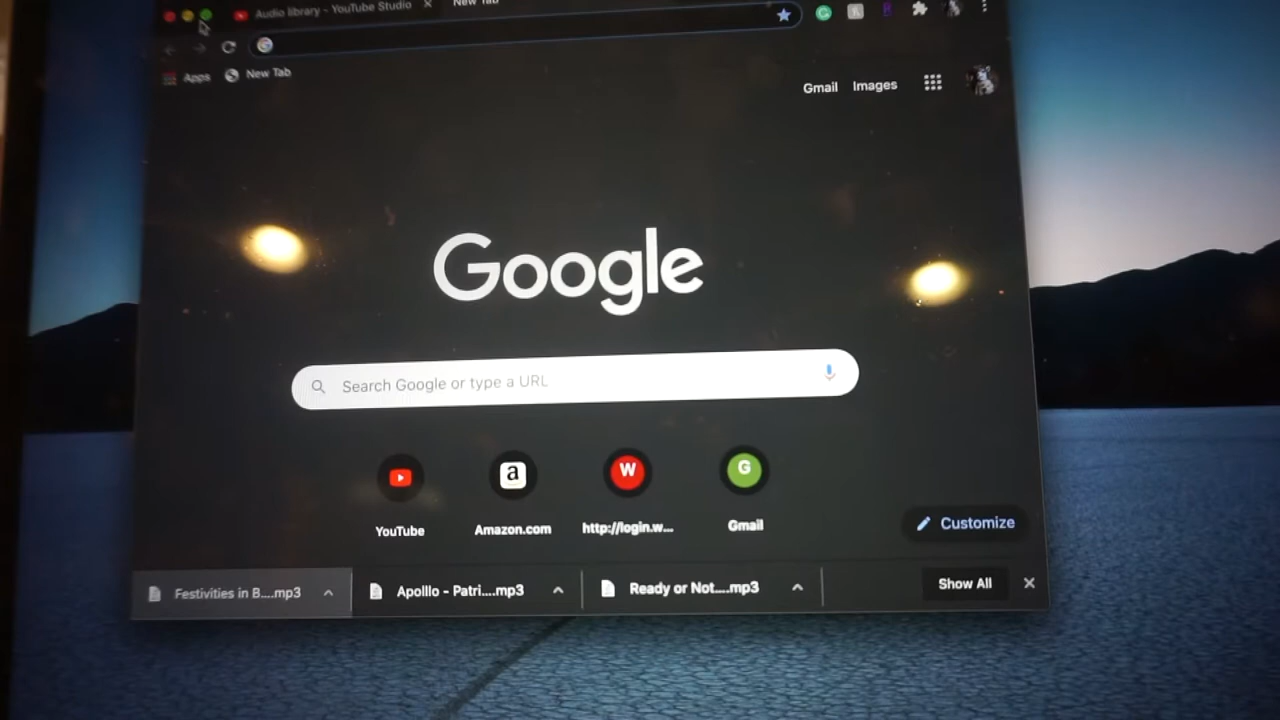 Audio library - YouTube Studio
New Tab
Apps
New Tab
Gmail
Images
Google
Search Google or type a URL
a
W
G
YouTube
Amazon.com
http://login.w...
Gmail
Customize
Festivities in B....mp3
Apolllo - Patri....mp3
Ready or Not....mp3
Show All